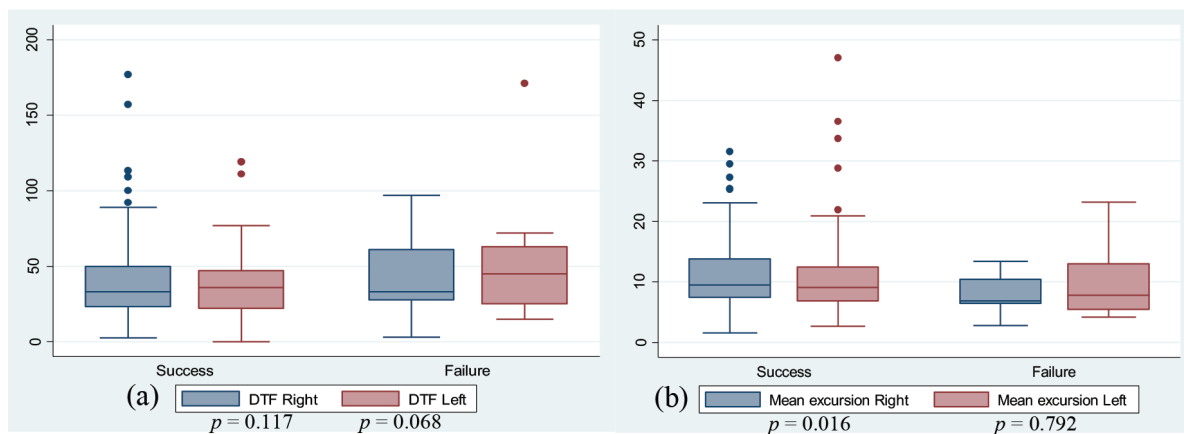 200
150
100
50
0
Success Failure
(a) DTF Right DTF Left
p = 0.117 p = 0.068
50
40
30
20
10
0
Success Failure
(b) Mean excursion Right Mean excursion Left
p = 0.016 p = 0.792